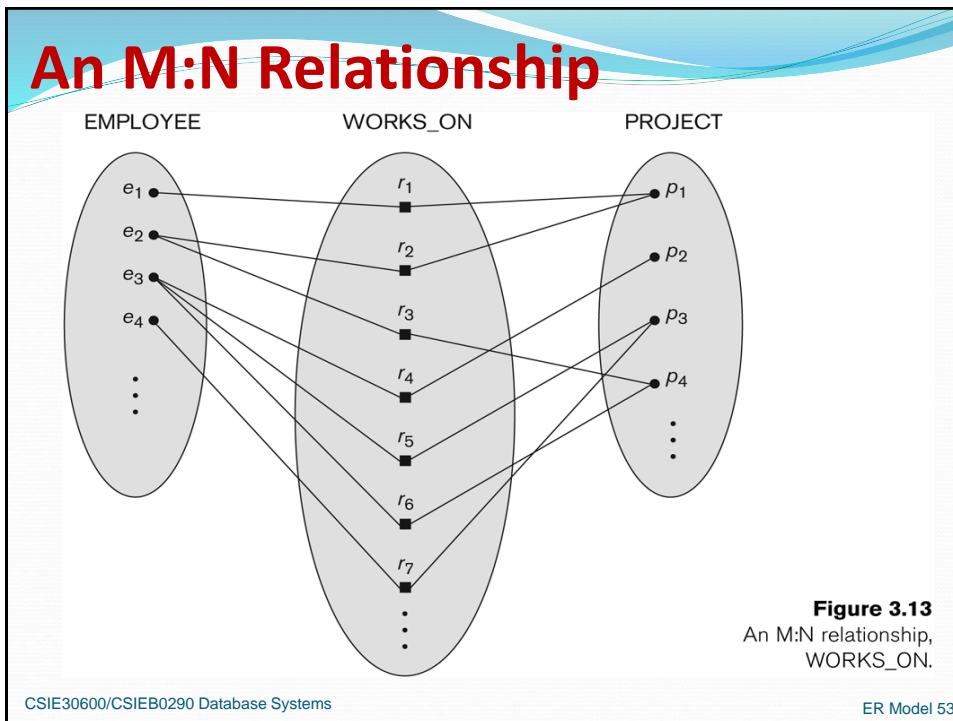 An M:N Relationship
EMPLOYEE
WORKS_ON
PROJECT
e1
e2
e3
e4
r1
r2
r3
r4
r5
r6
r7
p1
p2
p3
p4
Figure 3.13
An M:N relationship,
WORKS_ON.
CSIE30600/CSIEB0290 Database Systems
ER Model 53